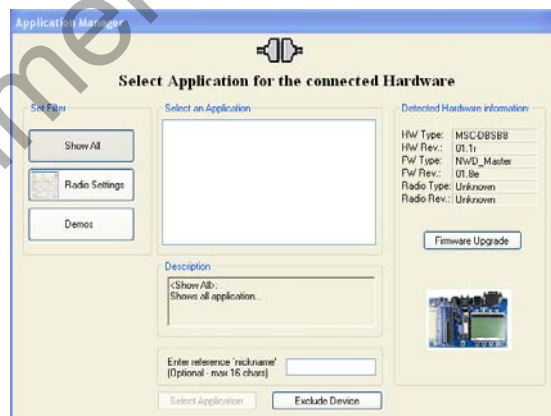 Application Manager
Select Application for the connected Hardware
Set Filter
Show All
Radio Settings
Demos
Select an Application
Description
<Show All>:
Shows all application...
Enter reference 'nickname'
(Optional - max 16 chars)
Select Application
Exclude Device
Detected Hardware information:
HW Type: MSC-DBSB8
HW Rev.: 01.1r
FW Type: NWD_Master
FW Rev.: 01.8e
Radio Type: Unknown
Radio Rev.: Unknown
Firmware Upgrade